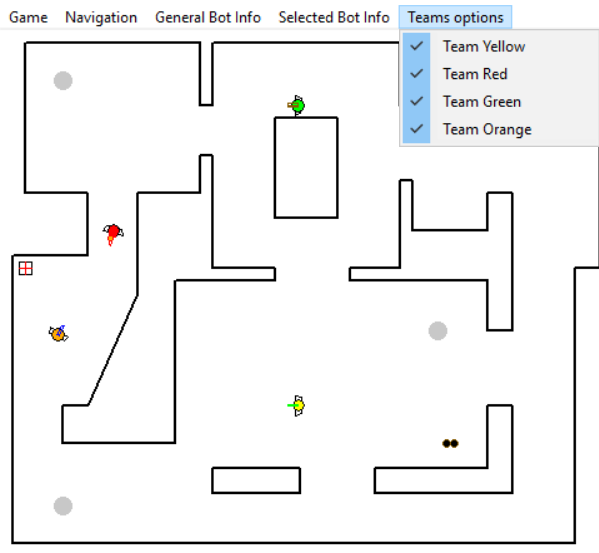 Game Navigation General Bot Info Selected Bot Info Teams options
Team Yellow
Team Red
Team Green
Team Orange